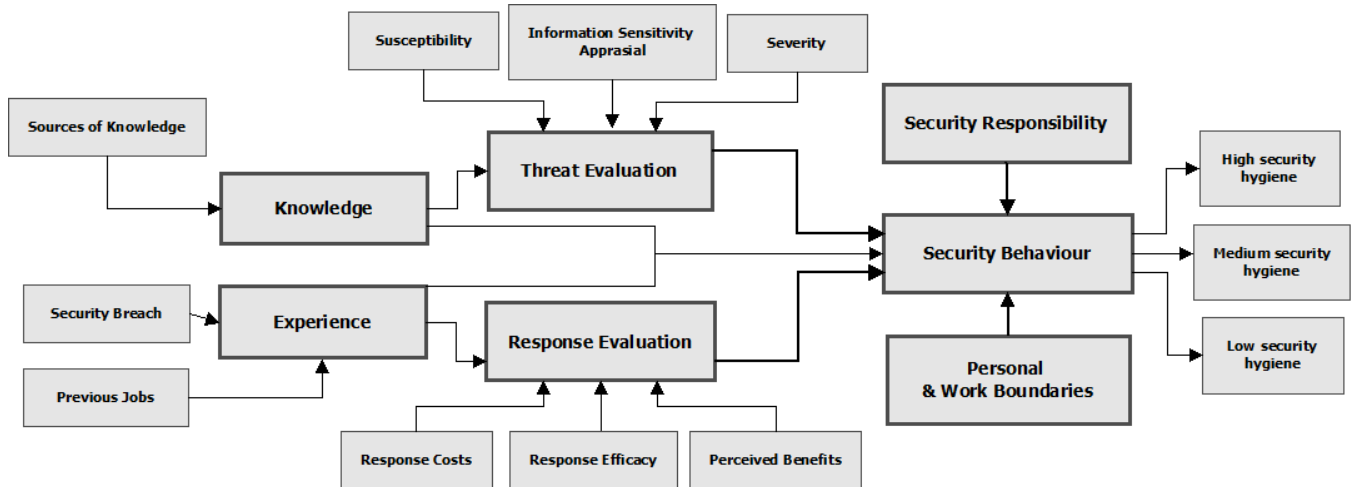 Susceptibility
Information Sensitivity
Apprasial
Severity
Sources of Knowledge
Security Responsibility
High security
hygiene
Threat Evaluation
Knowledge
Security Behaviour
Medium security
hygiene
Security Breach
Experience
Response Evaluation
Low security
hygiene
Personal
& Work Boundaries
Previous Jobs
Response Costs
Response Efficacy
Perceived Benefits